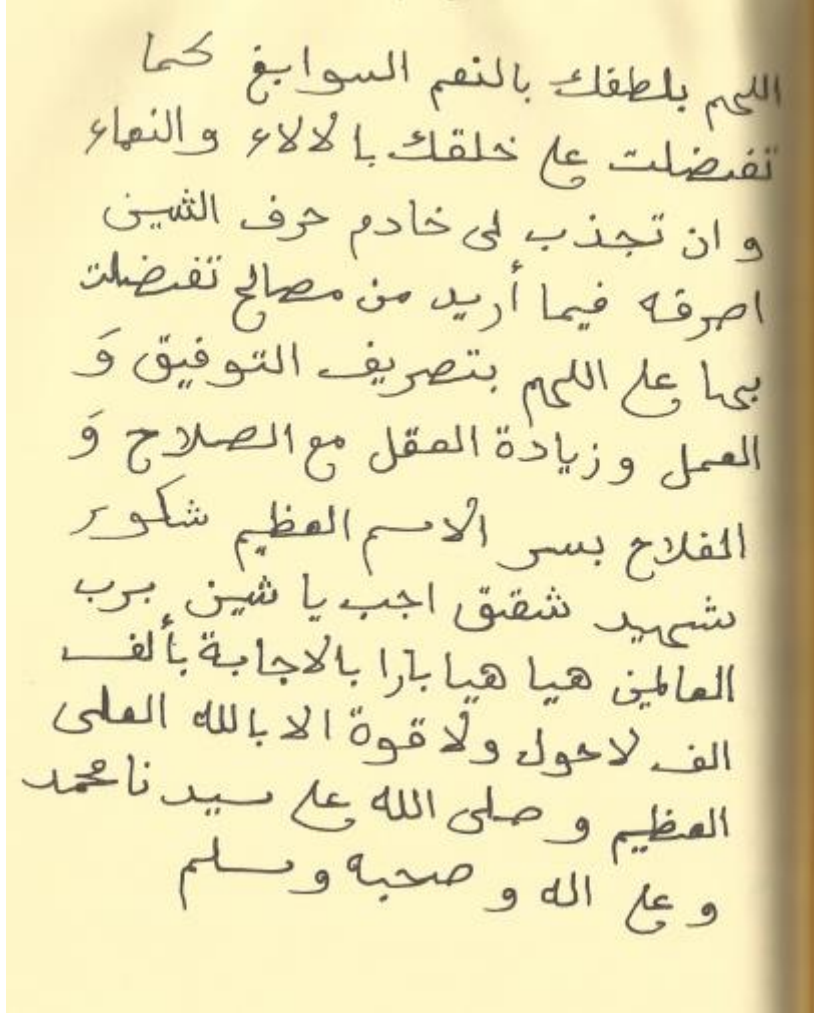 اللهم بلطفك بالنعم السوابغ كما
تفضلت على خلقك بالالاء والنعماء
وان تجذب لى خادم حرف الشين
اصرفه فيما أريد من مصالح تفضلت
بها على اللهم بتصريف التوفيق وَ
العمل وزيادة العقل مع الصلاح وَ
الفلاح بسر الاسم العظيم شكور
شهيد شقق اجب يا شين برب
العالمين هيا هيا بارا بالاجابة بألف
الف لاحول ولا قوة الا بالله العلى
العظيم وصلى الله على سيدنا محمد
وعلى اله وصحبه وسلم